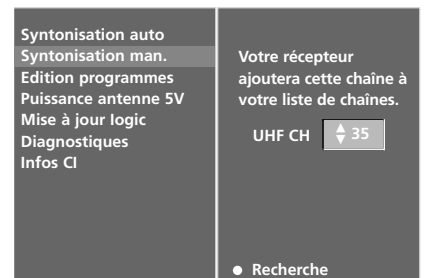 Syntonisation auto
Syntonisation man.
Edition programmes
Puissance antenne 5V
Mise à jour logic
Diagnostiques
Infos CI
Votre récepteur
ajoutera cette chaîne à
votre liste de chaînes.
UHF CH 35
Recherche